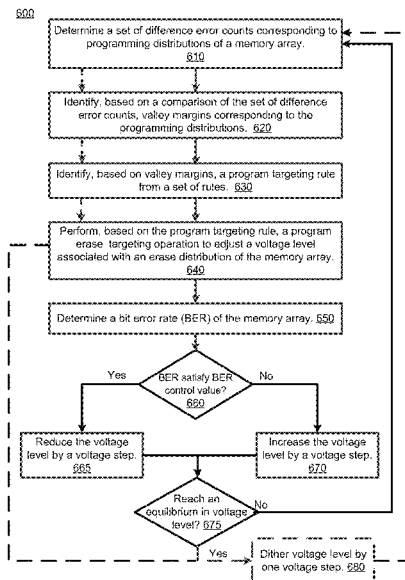 600
Determine a set of difference error counts corresponding to
programming distributions of a memory array.
610
Identify, based on a comparison of the set of difference
error counts, valley margins corresponding to the
programming distributions. 620
Identify, based on valley margins, a program targeting rule
from a set of rules. 630
Perform, based on the program targeting rule, a program
erase targeting operation to adjust a voltage level
associated with an erase distribution of the memory array.
640
Determine a bit error rate (BER) of the memory array. 650
Yes
BER satisfy BER
control value?
660
No
Reduce the voltage
level by a voltage step.
665
Increase the voltage
level by a voltage step.
670
Reach an
equilibrium in voltage
level? 675
No
Yes
Dither voltage level by
one voltage step. 680